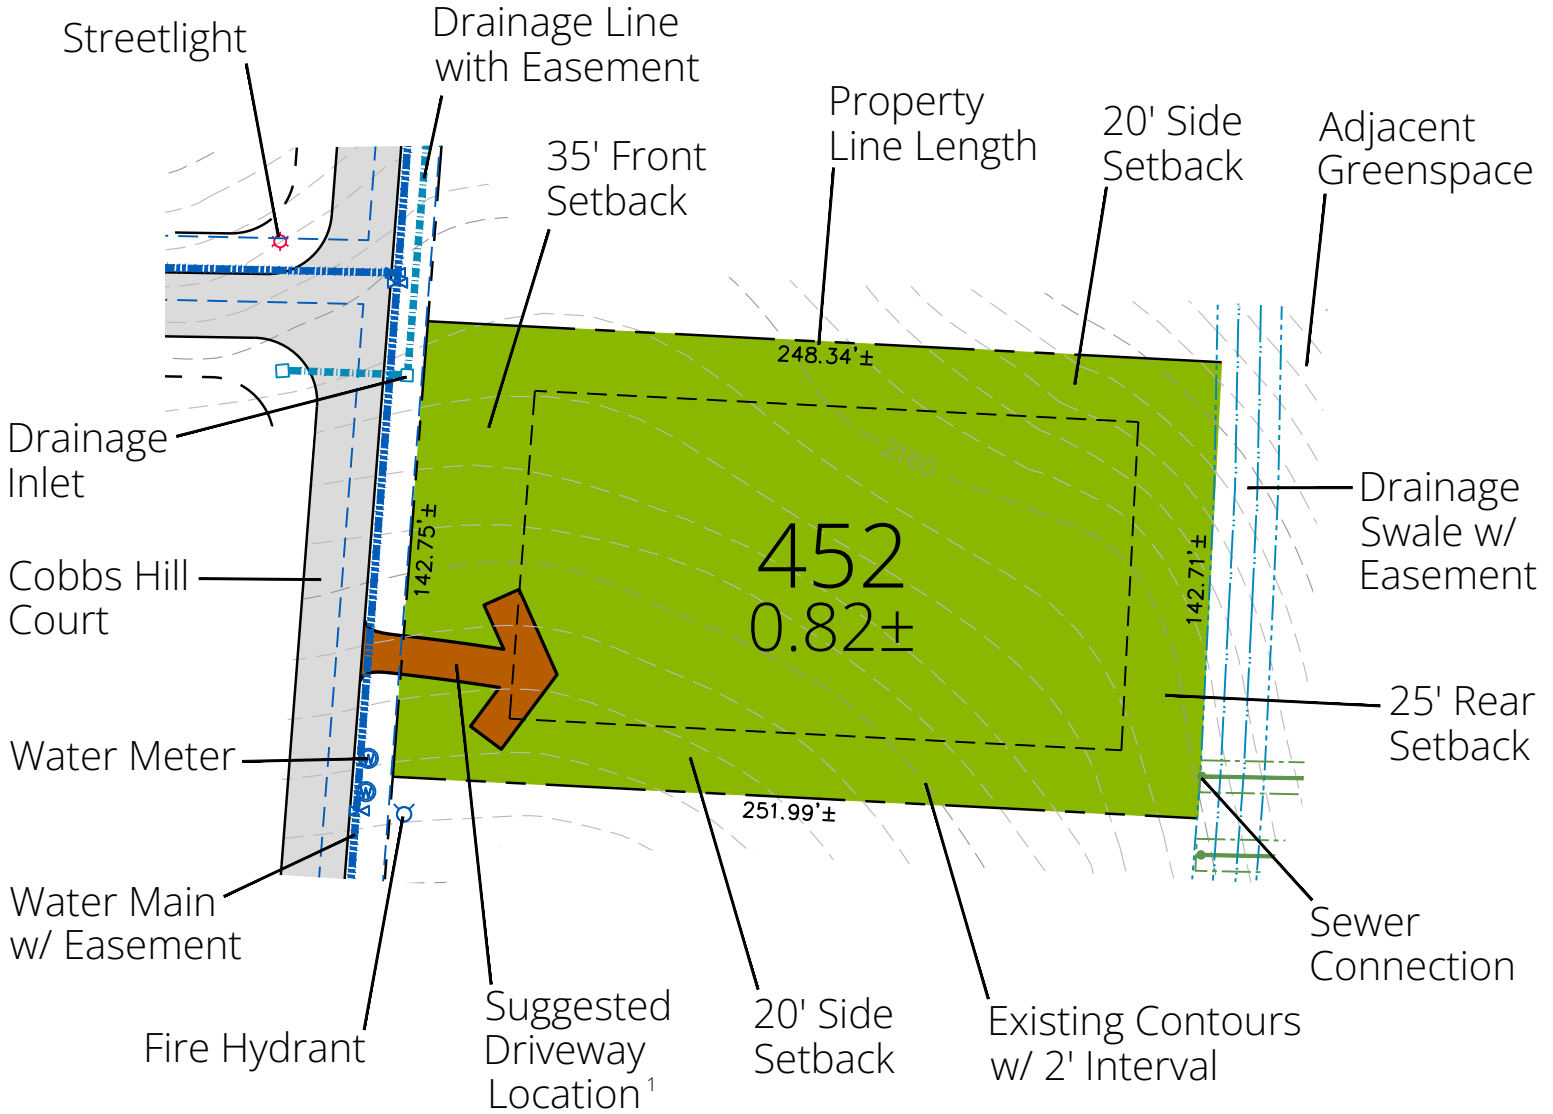 Streetlight
Drainage Line
with Easement
35' Front
Setback
Property
Line Length
20' Side
Setback
Adjacent
Greenspace
248.34'±
Drainage
Inlet
2160
142.75'±
452
0.82±
142.71'±
Drainage
Swale w/
Easement
Cobbs Hill
Court
25' Rear
Setback
Water Meter
251.99'±
Water Main
w/ Easement
Sewer
Connection
Fire Hydrant
Suggested
Driveway
Location¹
20' Side
Setback
Existing Contours
w/ 2' Interval